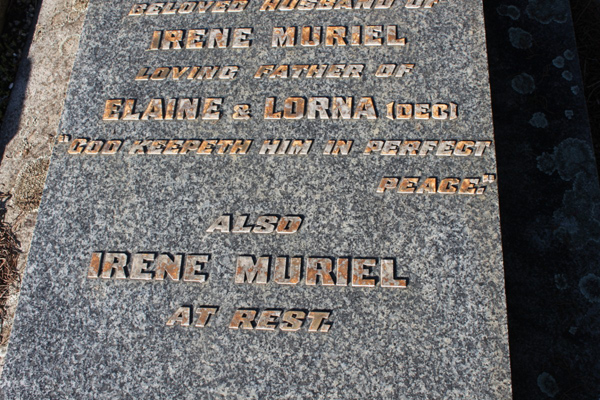 BELOVED HUSBAND OF
IRENE MURIEL
LOVING FATHER OF
ELAINE & LORNA (DEC)
"GOD KEEPETH HIM IN PERFECT
PEACE."
ALSO
IRENE MURIEL
AT REST.